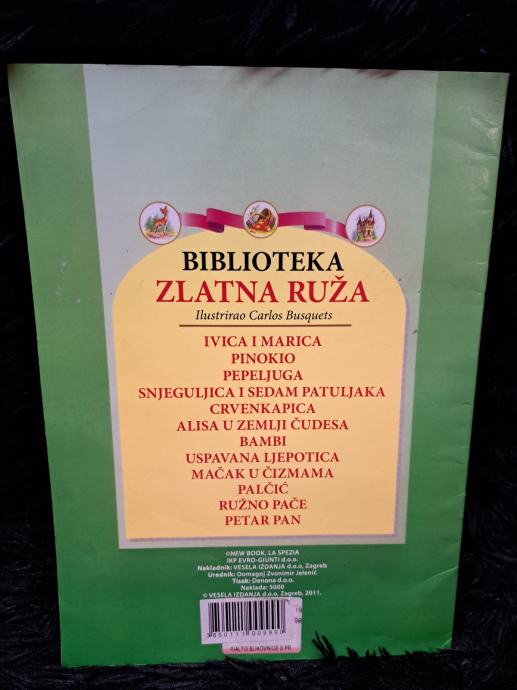 BIBLIOTEKA
ZLATNA RUŽA
Ilustrirao Carlos Busquets
IVICA I MARICA
PINOKIO
PEPELJUGA
SNJEGULJICA I SEDAM PATULJAKA
CRVENKAPICA
ALISA U ZEMLJI ČUDESA
BAMBI
USPAVANA LJEPOTICA
MAČAK U ČIZMAMA
PALČIĆ
RUŽNO PAČE
PETAR PAN
©NEW BOOK, LA SPEZIA
IKP EVRO-GIUNTI d.o.o.
Nakladnik: VESELA IZDANJA d.o.o, Zagreb
Urednik: Domagoj Zvonimir Jelenić
Tisak: Denona d.o.o.
Naklada: 5000
© VESELA IZDANJA d.o.o, Zagreb, 2011.
RIALTO SLIKOVNICE